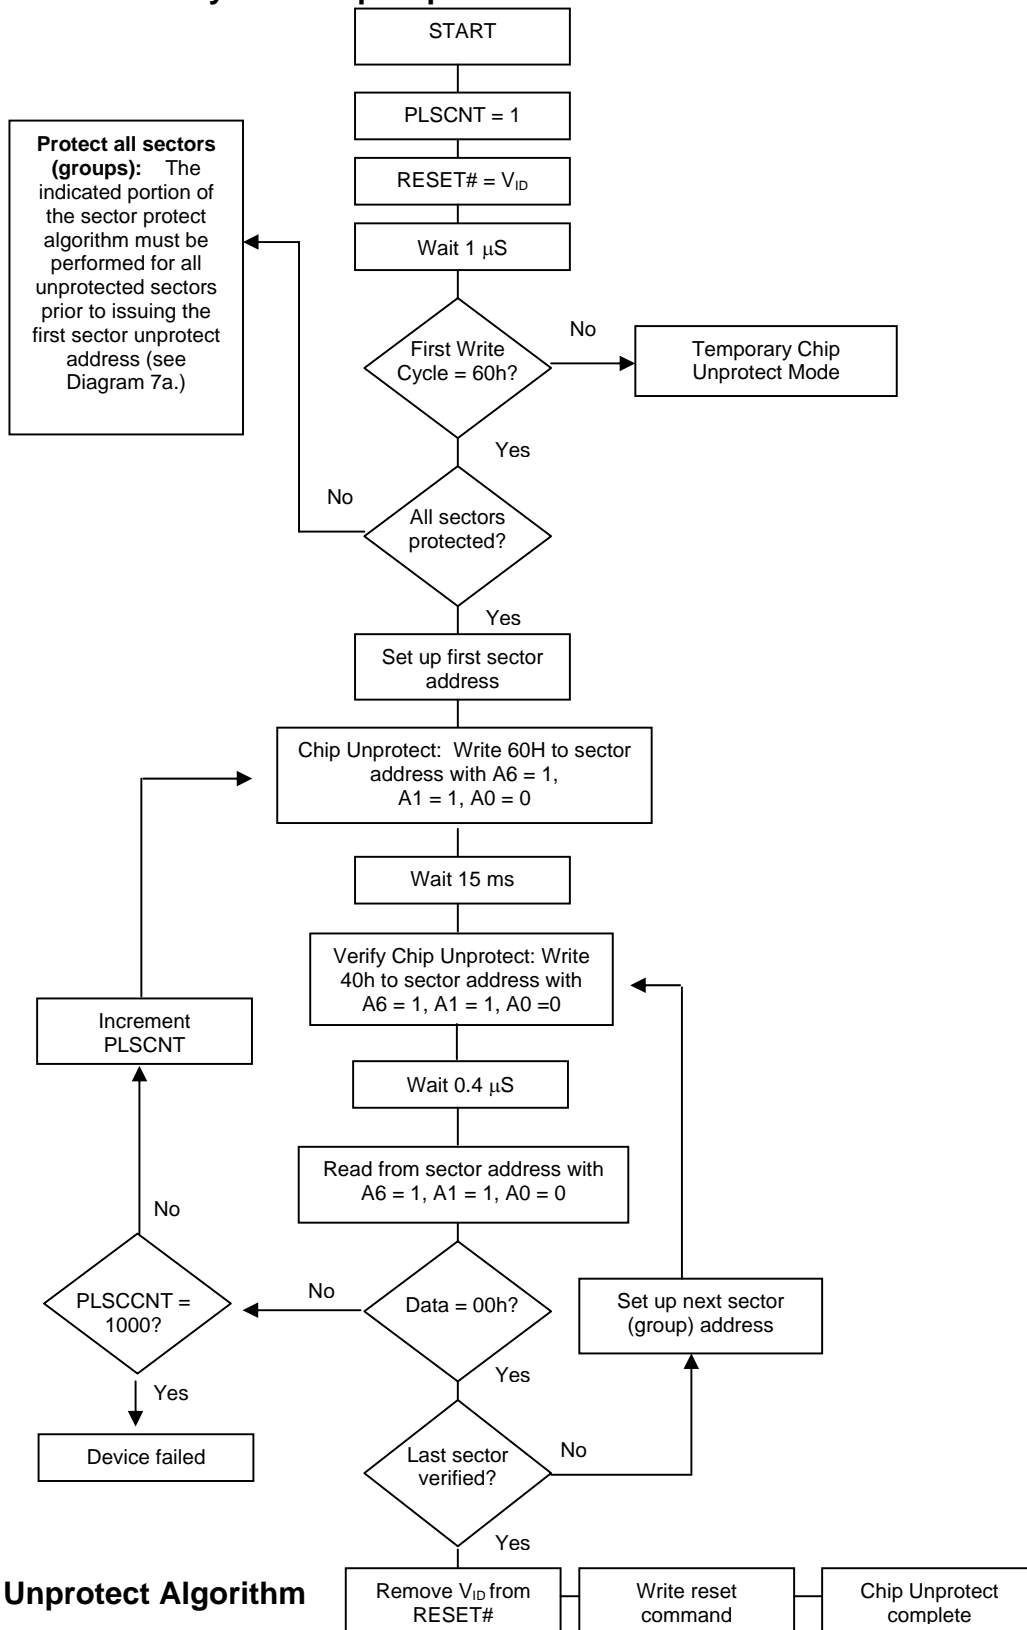 START
PLSCNT = 1
RESET# = VID
Wait 1 µS
Protect all sectors
(groups): The
indicated portion of
the sector protect
algorithm must be
performed for all
unprotected sectors
prior to issuing the
first sector unprotect
address (see
Diagram 7a.)
First Write
Cycle = 60h?
No
Temporary Chip
Unprotect Mode
Yes
No
All sectors
protected?
Yes
Set up first sector
address
Chip Unprotect: Write 60H to sector
address with A6 = 1,
A1 = 1, A0 = 0
Wait 15 ms
Verify Chip Unprotect: Write
40h to sector address with
A6 = 1, A1 = 1, A0 =0
Increment
PLSCNT
Wait 0.4 µS
Read from sector address with
A6 = 1, A1 = 1, A0 = 0
No
PLSCCNT =
1000?
No
Data = 00h?
Set up next sector
(group) address
Yes
Yes
Device failed
Last sector
verified?
No
Yes
Unprotect Algorithm
Remove VID from
RESET#
Write reset
command
Chip Unprotect
complete